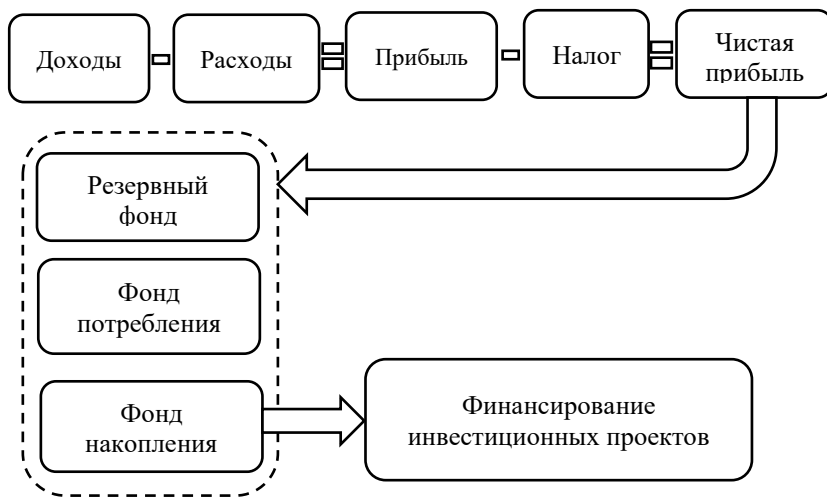 Доходы
Расходы
Прибыль
Налог
Чистая
прибыль
Резервный
фонд
Фонд
потребления
Фонд
накопления
Финансирование
инвестиционных проектов